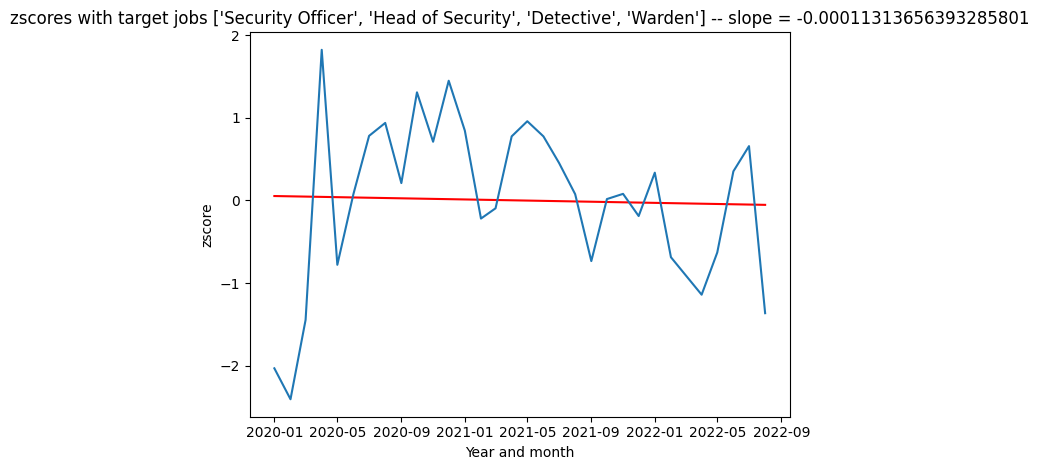 zscores with target jobs ['Security Officer', 'Head of Security', 'Detective', 'Warden'] -- slope = -0.00011313656393285801
2
1
0
−1
−2
zscore
2020-01 2020-05 2020-09 2021-01 2021-05 2021-09 2022-01 2022-05 2022-09
Year and month